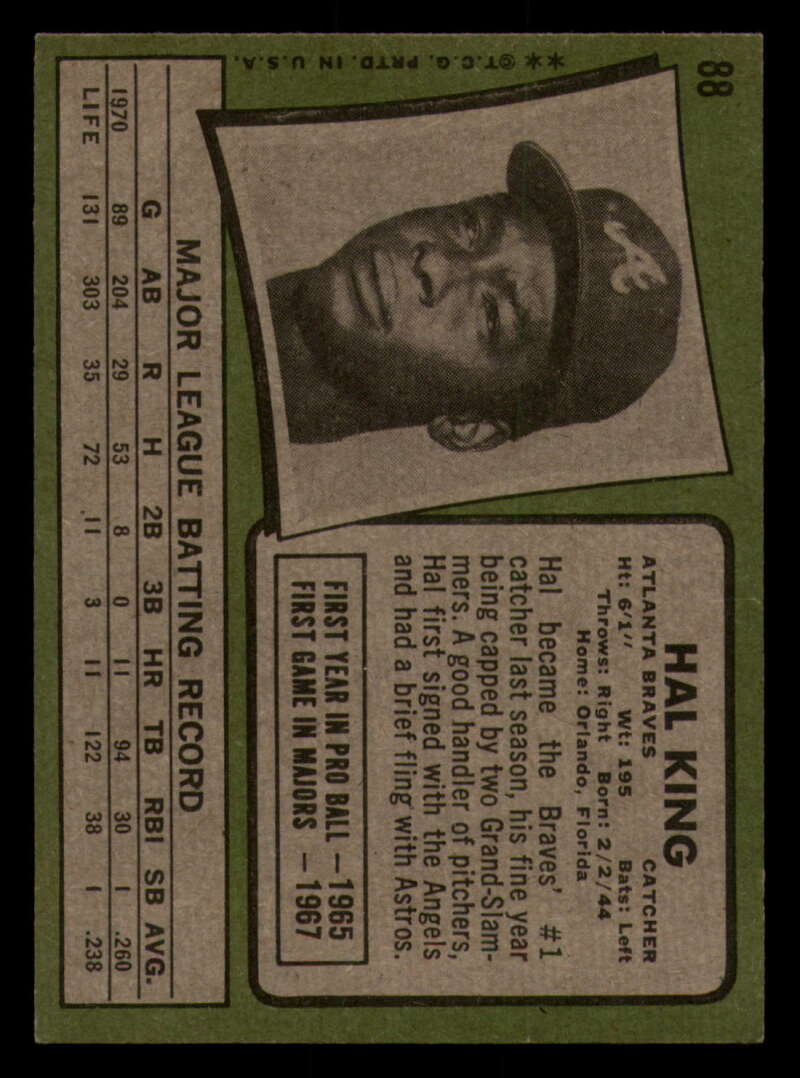 88
**©T.C.G. PRTD. IN U.S.A.
A
HAL KING
ATLANTA BRAVES CATCHER
Ht: 6'1" Wt: 195 Bats: Left
Throws: Right Born: 2/2/44
Home: Orlando, Florida
Hal became the Braves' #1
catcher last season, his fine year
being capped by two Grand-Slam-
mers. A good handler of pitchers,
Hal first signed with the Angels
and had a brief fling with Astros.
FIRST YEAR IN PRO BALL—1965
FIRST GAME IN MAJORS —1967
MAJOR LEAGUE BATTING RECORD
G AB R H 2B 3B HR TB RBI SB AVG.
1970 89 204 29 53 8 0 11 94 30 1 .260
LIFE 131 303 35 72 11 3 11 122 38 1 .238